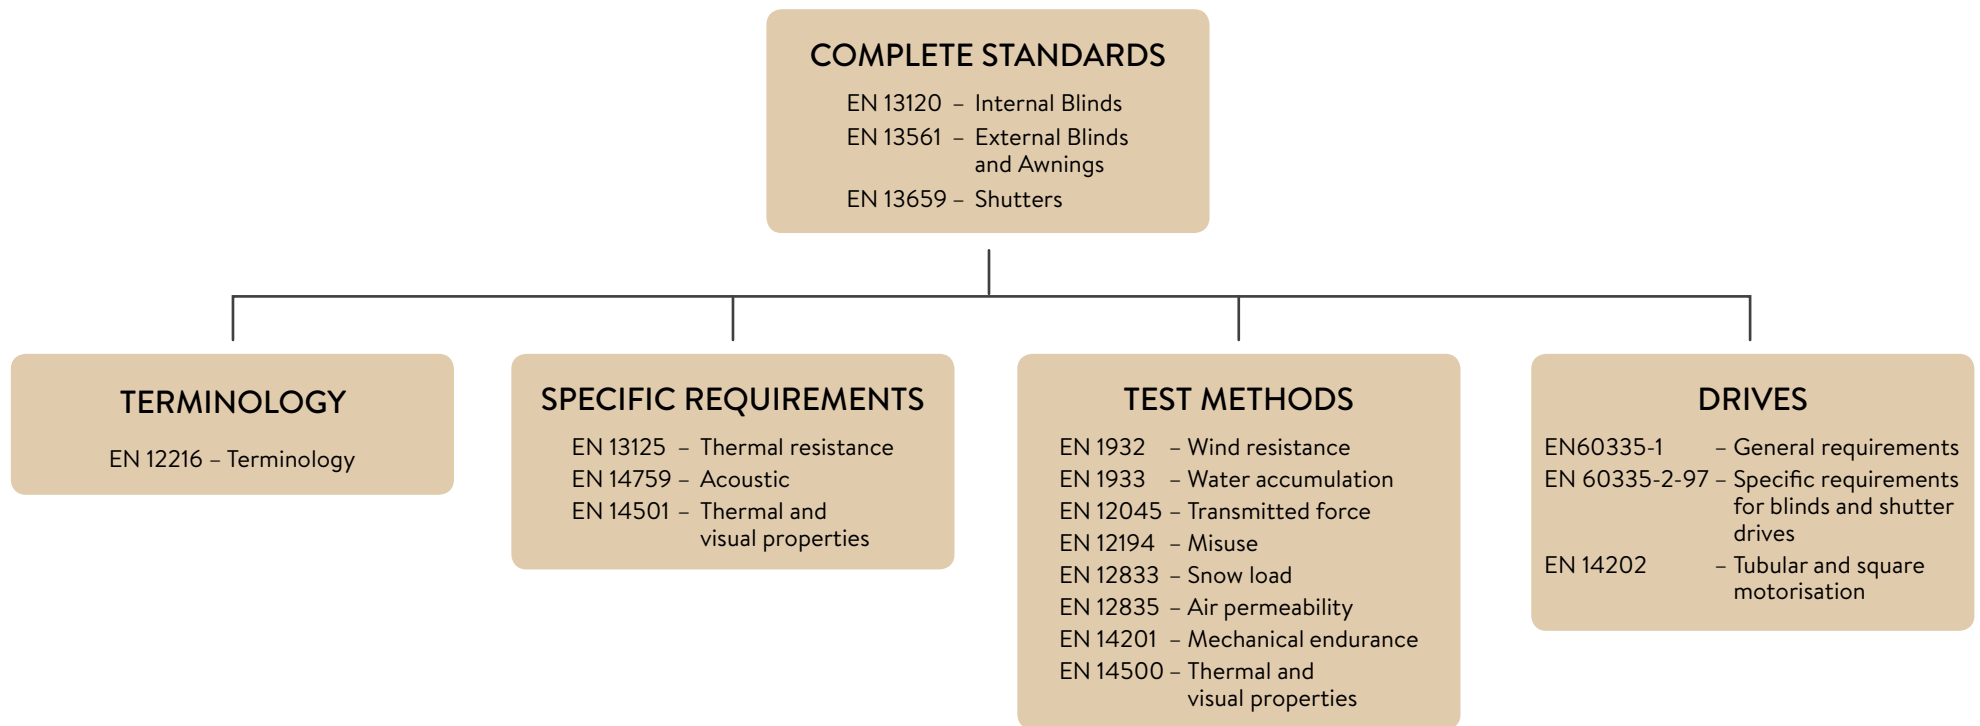 COMPLETE STANDARDS
EN 13120 – Internal Blinds
EN 13561 – External Blinds
and Awnings
EN 13659 – Shutters
TERMINOLOGY
EN 12216 – Terminology
SPECIFIC REQUIREMENTS
EN 13125 – Thermal resistance
EN 14759 – Acoustic
EN 14501 – Thermal and
visual properties
TEST METHODS
EN 1932 – Wind resistance
EN 1933 – Water accumulation
EN 12045 – Transmitted force
EN 12194 – Misuse
EN 12833 – Snow load
EN 12835 – Air permeability
EN 14201 – Mechanical endurance
EN 14500 – Thermal and
visual properties
DRIVES
EN60335-1 – General requirements
EN 60335-2-97 – Specific requirements
for blinds and shutter
drives
EN 14202 – Tubular and square
motorisation